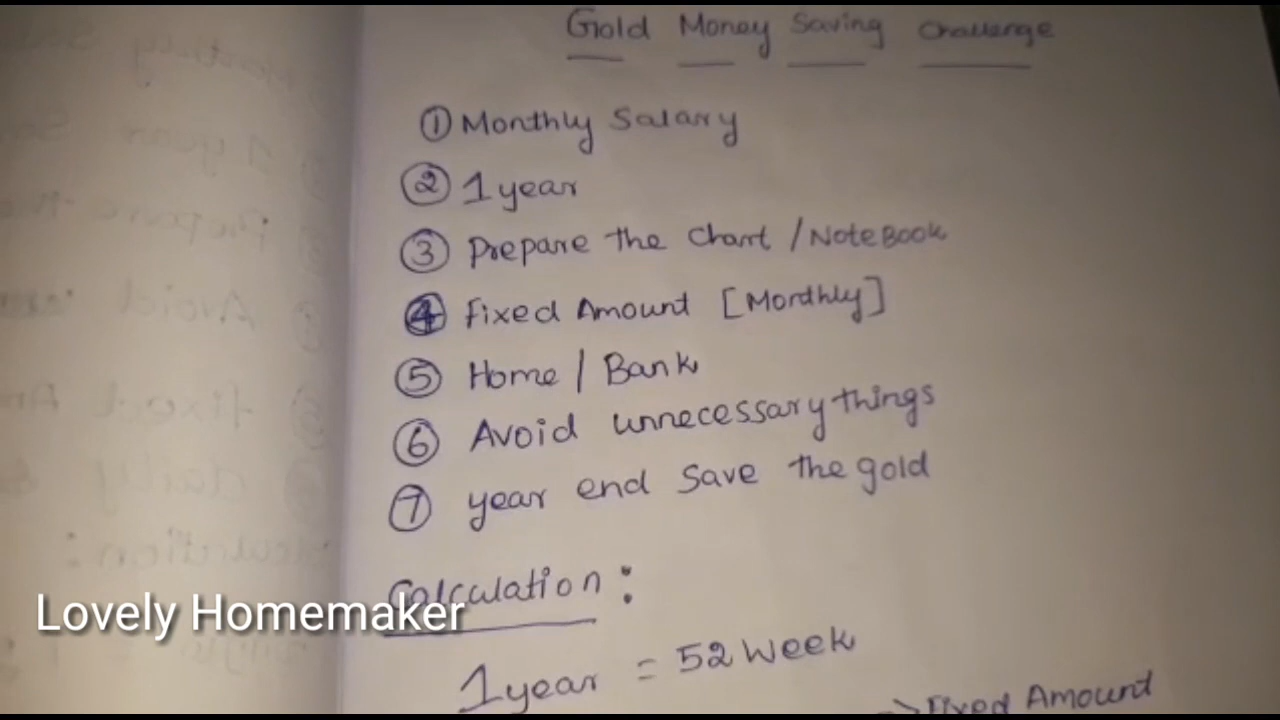 Gold Money Saving Challenge
① Monthly Salary
② 1 year
③ Prepare the Chart / NoteBook
④ Fixed Amount [Monthly]
⑤ Home / Bank
⑥ Avoid unnecessary things
⑦ year end Save the gold
Calculation :
Lovely Homemaker
1 year = 52 week
→ Fixed Amount